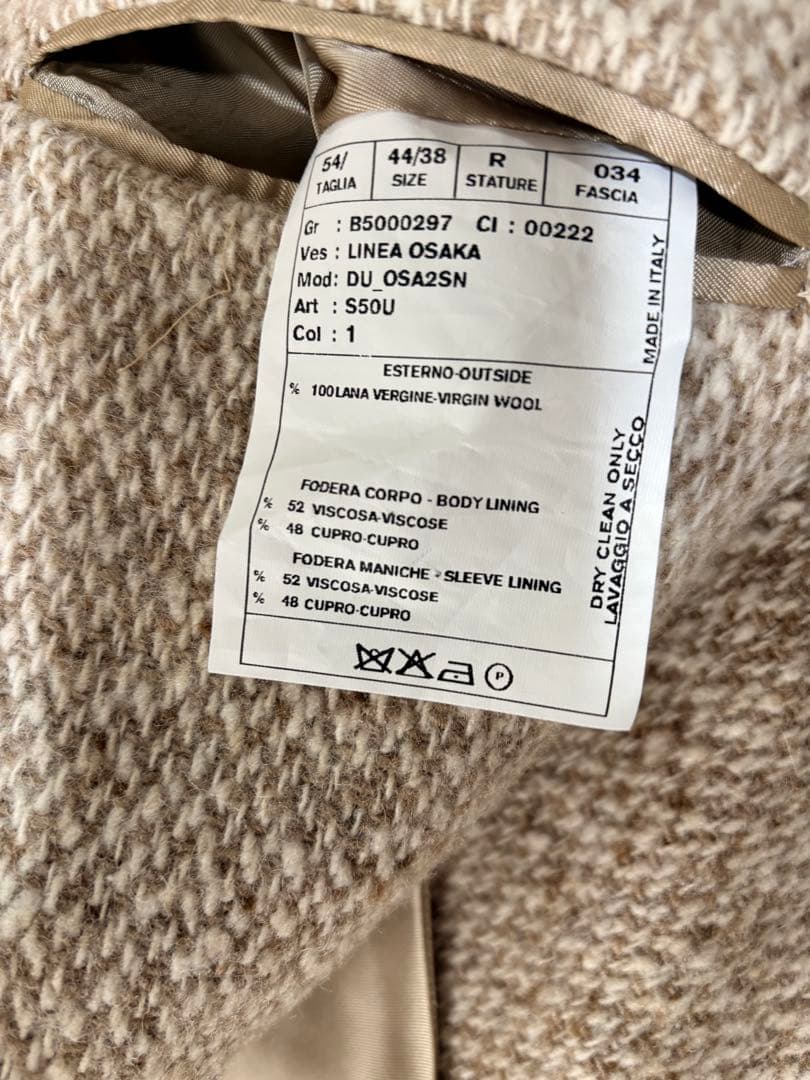 54/ 44/38 R 034
TAGLIA SIZE STATURE FASCIA
Gr : B5000297 CI : 00222
Ves : LINEA OSAKA
Mod: DU_OSA2SN
Art : S50U
Col : 1
MADE IN ITALY
ESTERNO-OUTSIDE
% 100LANA VERGINE-VIRGIN WOOL
FODERA CORPO - BODY LINING
% 52 VISCOSA-VISCOSE
% 48 CUPRO-CUPRO
FODERA MANICHE - SLEEVE LINING
% 52 VISCOSA-VISCOSE
% 48 CUPRO-CUPRO
DRY CLEAN ONLY
LAVAGGIO A SECCO
P